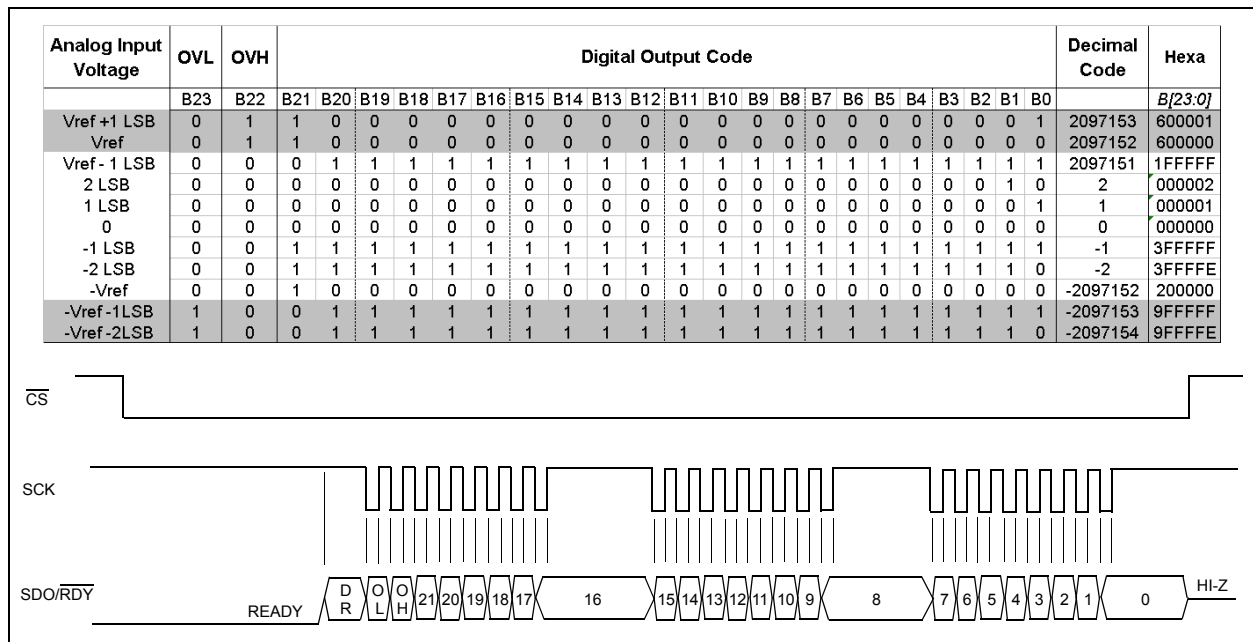 Analog Input Voltage OVL OVH Digital Output Code Decimal Code Hexa
B23 B22 B21 B20 B19 B18 B17 B16 B15 B14 B13 B12 B11 B10 B9 B8 B7 B6 B5 B4 B3 B2 B1 B0 B[23:0]
Vref +1 LSB 0 1 1 0 0 0 0 0 0 0 0 0 0 0 0 0 0 0 0 0 0 0 0 1 2097153 600001
Vref 0 1 1 0 0 0 0 0 0 0 0 0 0 0 0 0 0 0 0 0 0 0 0 0 2097152 600000
Vref - 1 LSB 0 0 0 1 1 1 1 1 1 1 1 1 1 1 1 1 1 1 1 1 1 1 1 1 2097151 1FFFFF
2 LSB 0 0 0 0 0 0 0 0 0 0 0 0 0 0 0 0 0 0 0 0 0 0 1 0 2 000002
1 LSB 0 0 0 0 0 0 0 0 0 0 0 0 0 0 0 0 0 0 0 0 0 0 0 1 1 000001
0 0 0 0 0 0 0 0 0 0 0 0 0 0 0 0 0 0 0 0 0 0 0 0 0 0 000000
-1 LSB 0 0 1 1 1 1 1 1 1 1 1 1 1 1 1 1 1 1 1 1 1 1 1 1 -1 3FFFFF
-2 LSB 0 0 1 1 1 1 1 1 1 1 1 1 1 1 1 1 1 1 1 1 1 1 1 0 -2 3FFFFE
-Vref 0 0 1 0 0 0 0 0 0 0 0 0 0 0 0 0 0 0 0 0 0 0 0 0 -2097152 200000
-Vref -1LSB 1 0 0 1 1 1 1 1 1 1 1 1 1 1 1 1 1 1 1 1 1 1 1 1 -2097153 9FFFFF
-Vref -2LSB 1 0 0 1 1 1 1 1 1 1 1 1 1 1 1 1 1 1 1 1 1 1 1 0 -2097154 9FFFFE
CS
SCK
SDO/RDY READY DR OL OH 21 20 19 18 17 16 15 14 13 12 11 10 9 8 7 6 5 4 3 2 1 0 HI-Z